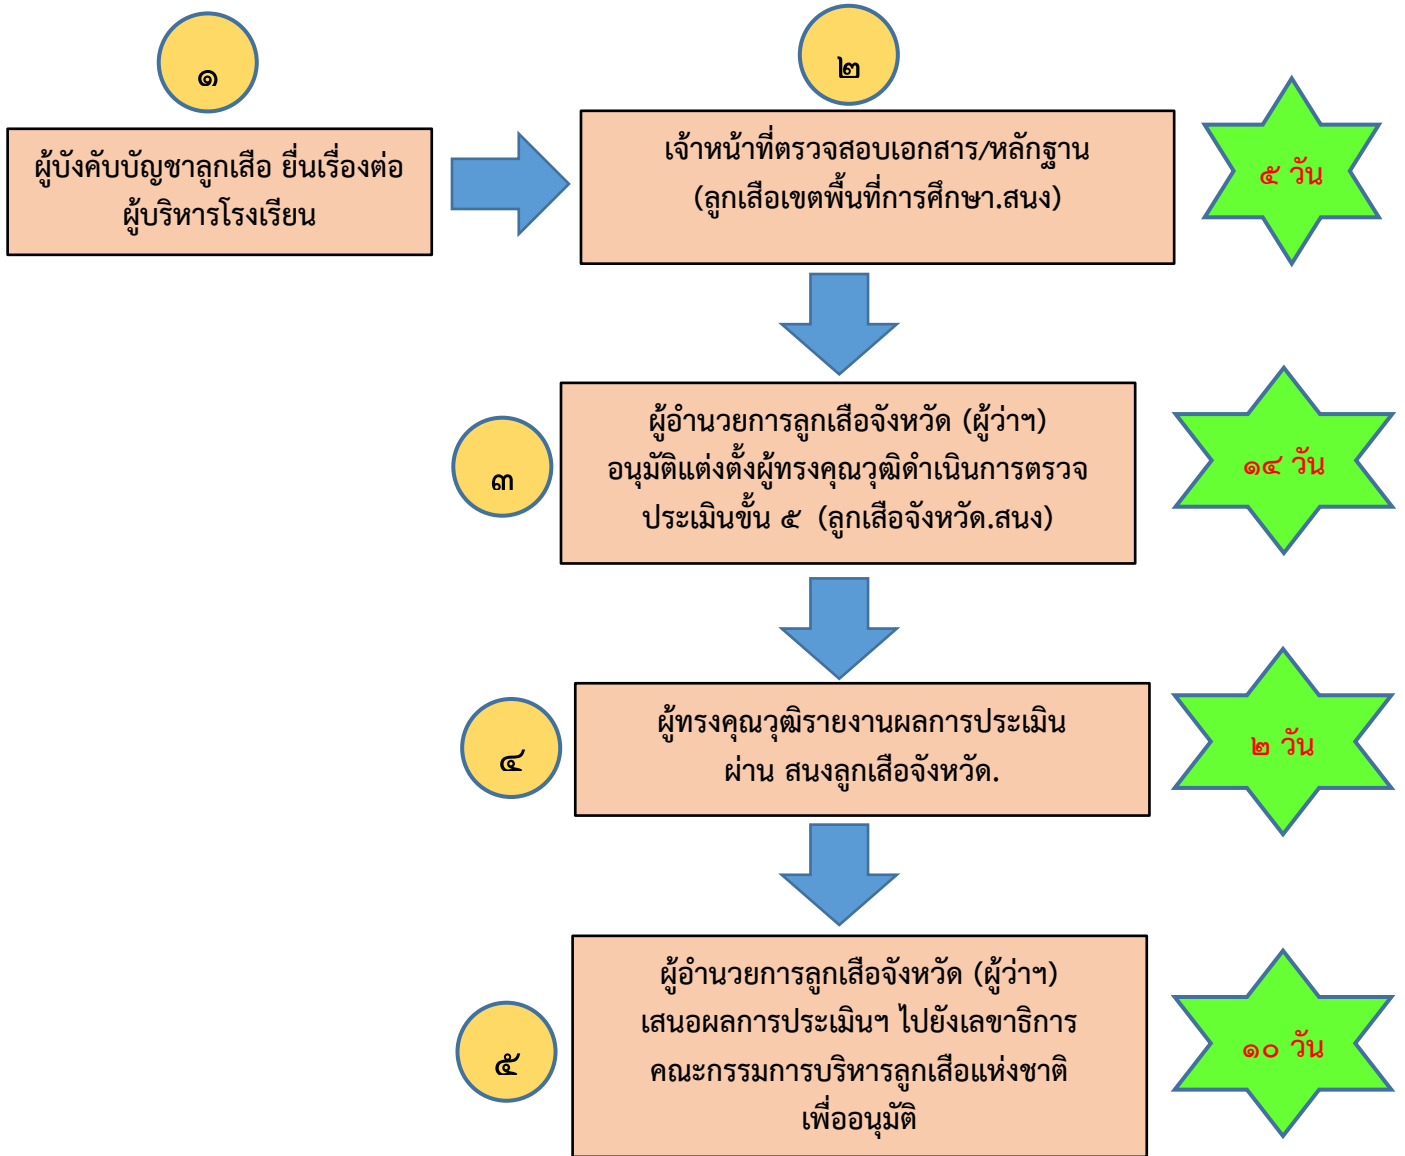 ๑
ผู้บังคับบัญชาลูกเสือ ยื่นเรื่องต่อ
ผู้บริหารโรงเรียน
๒
เจ้าหน้าที่ตรวจสอบเอกสาร/หลักฐาน
(ลูกเสือเขตพื้นที่การศึกษา.สนง)
๕ วัน
๓
ผู้อำนวยการลูกเสือจังหวัด (ผู้ว่าฯ)
อนุมัติแต่งตั้งผู้ทรงคุณวุฒิดำเนินการตรวจ
ประเมินขั้น ๕ (ลูกเสือจังหวัด.สนง)
๑๔ วัน
๔
ผู้ทรงคุณวุฒิรายงานผลการประเมิน
ผ่าน สนงลูกเสือจังหวัด.
๒ วัน
๕
ผู้อำนวยการลูกเสือจังหวัด (ผู้ว่าฯ)
เสนอผลการประเมินฯ ไปยังเลขาธิการ
คณะกรรมการบริหารลูกเสือแห่งชาติ
เพื่ออนุมัติ
๑๐ วัน